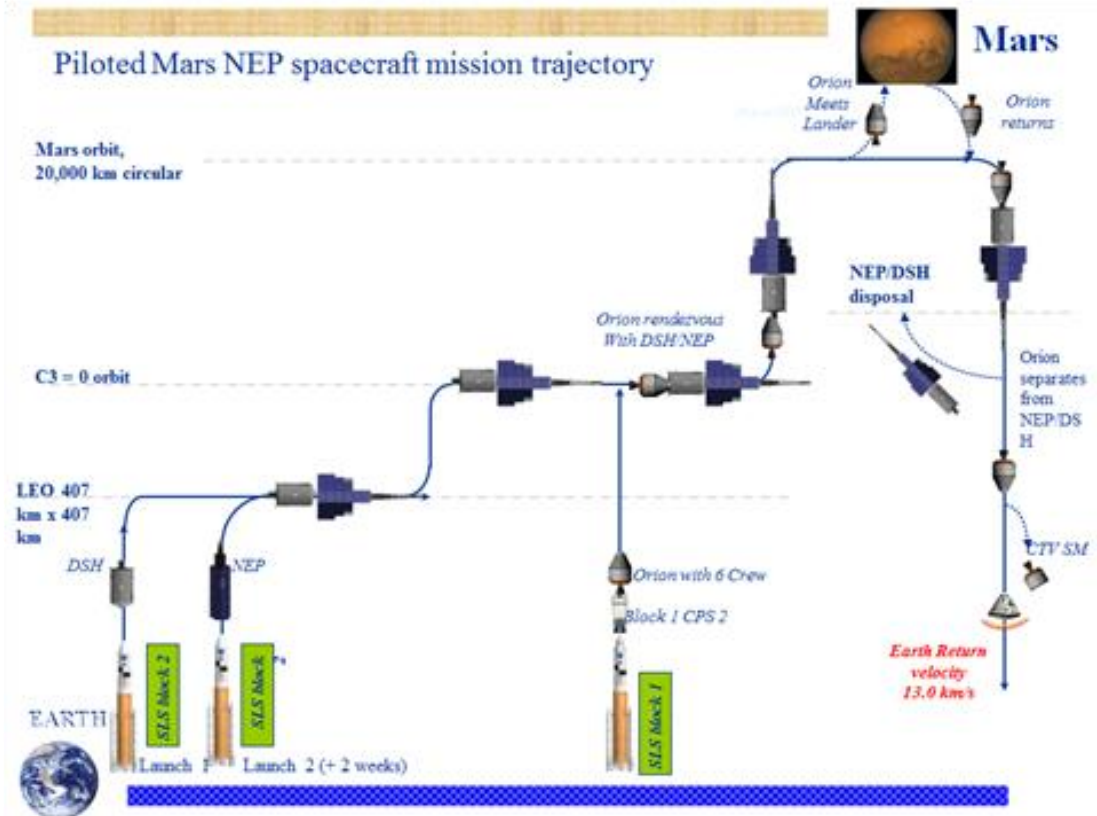 Piloted Mars NEP spacecraft mission trajectory
Mars
Orion
Meets
Lander
Orion
returns
Mars orbit,
20,000 km circular
NEP/DSH
disposal
Orion rendezvous
With DSH/NEP
C3 = 0 orbit
Orion
separates
from
NEP/DS
H
LEO 407
km x 407
km
DSH
NEP
Orion with 6 Crew
CTV SM
Block 1 CPS 2
Earth Return
velocity
13.0 km/s
SLS block 2
SLS block
SLS block 1
EARTH
Launch 1
Launch 2 (+ 2 weeks)